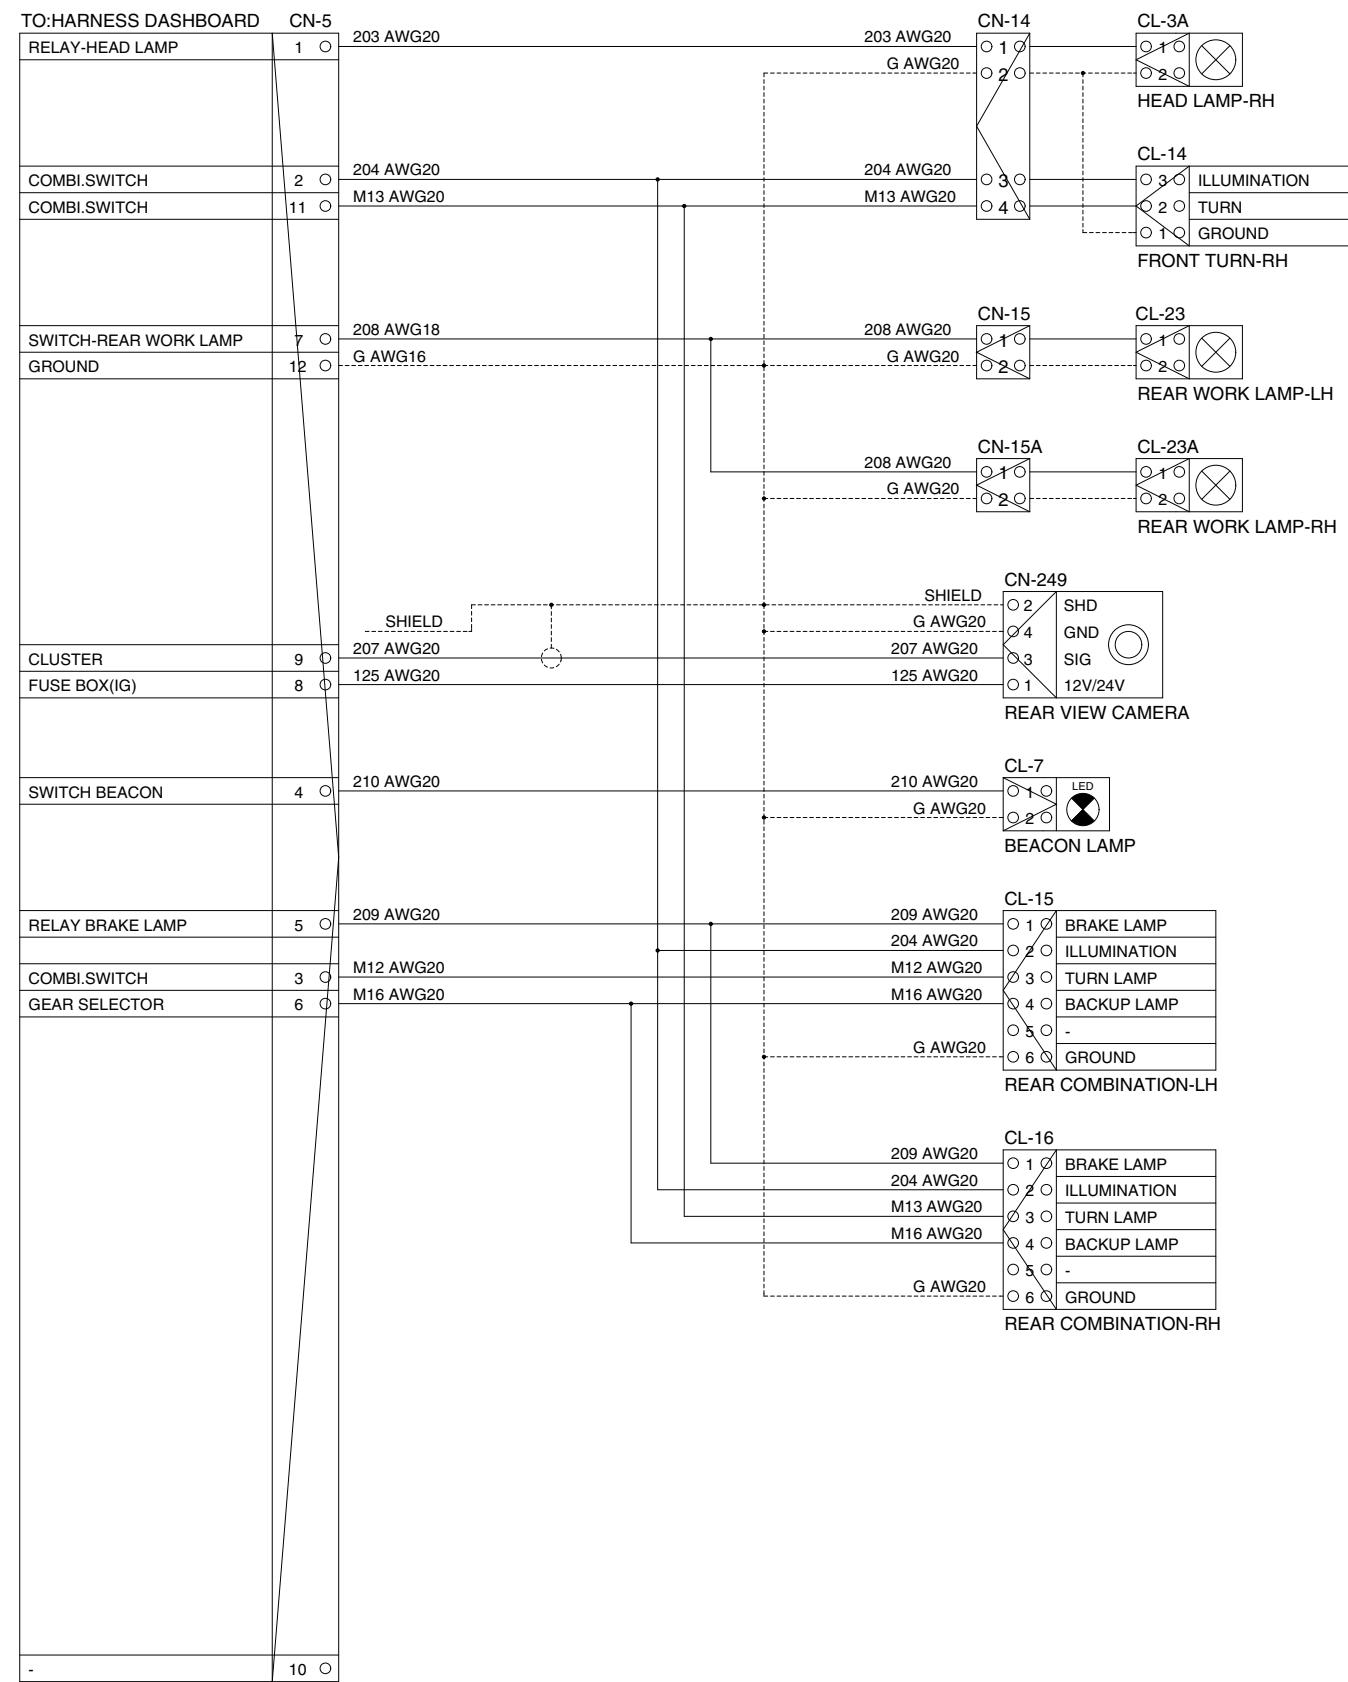 TO:HARNESS DASHBOARD CN-5 CN-14 CL-3A
203 AWG20 203 AWG20
RELAY-HEAD LAMP 1 1 1
G AWG20
2 2
HEAD LAMP-RH
CL-14
204 AWG20 204 AWG20
COMBI.SWITCH 2 3 3 ILLUMINATION
M13 AWG20 M13 AWG20
COMBI.SWITCH 11 4 2 TURN
1 GROUND
FRONT TURN-RH
CN-15 CL-23
208 AWG18 208 AWG20
SWITCH-REAR WORK LAMP 7 1 1
G AWG16 G AWG20
GROUND 12 2 2
REAR WORK LAMP-LH
CN-15A CL-23A
208 AWG20
1 1
G AWG20
2 2
REAR WORK LAMP-RH
CN-249
SHIELD
2 SHD
SHIELD G AWG20
4 GND
207 AWG20 207 AWG20
CLUSTER 9 3 SIG
125 AWG20 125 AWG20
FUSE BOX(IG) 8 1 12V/24V
REAR VIEW CAMERA
CL-7
210 AWG20 210 AWG20
LED
SWITCH BEACON 4 1
G AWG20
2
BEACON LAMP
CL-15
209 AWG20 209 AWG20
RELAY BRAKE LAMP 5 1 BRAKE LAMP
204 AWG20
2 ILLUMINATION
M12 AWG20 M12 AWG20
COMBI.SWITCH 3 3 TURN LAMP
M16 AWG20 M16 AWG20
GEAR SELECTOR 6 4 BACKUP LAMP
5 -
G AWG20
6 GROUND
REAR COMBINATION-LH
CL-16
209 AWG20
1 BRAKE LAMP
204 AWG20
2 ILLUMINATION
M13 AWG20
3 TURN LAMP
M16 AWG20
4 BACKUP LAMP
5 -
G AWG20
6 GROUND
REAR COMBINATION-RH
- 10